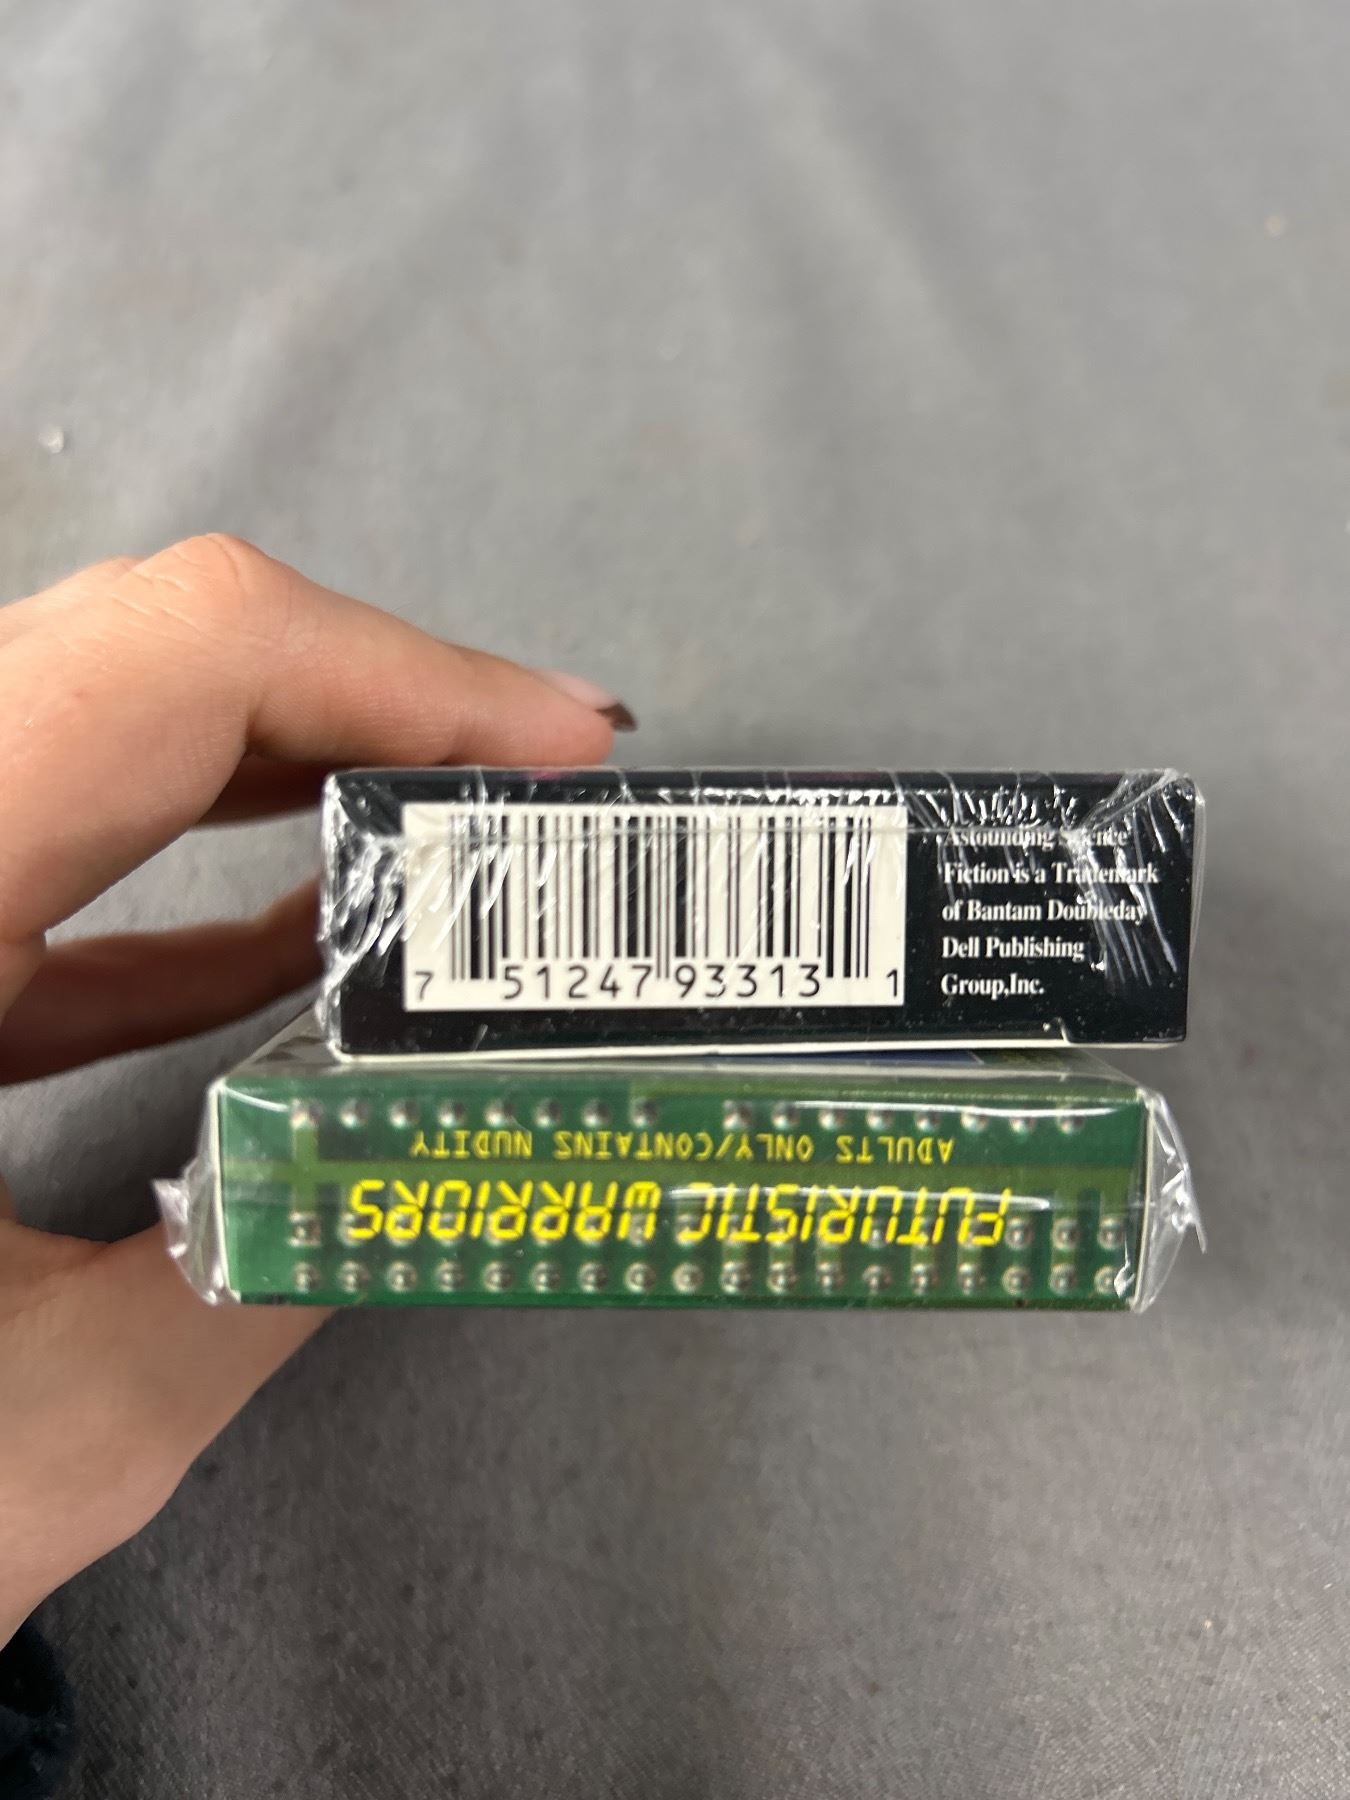 Astounding Science
Fiction is a Trademark
of Bantam Doubleday
Dell Publishing
Group,Inc.
7 51247 93313 1
FUTURISTIC WARRIORS
ADULTS ONLY/CONTAINS NUDITY